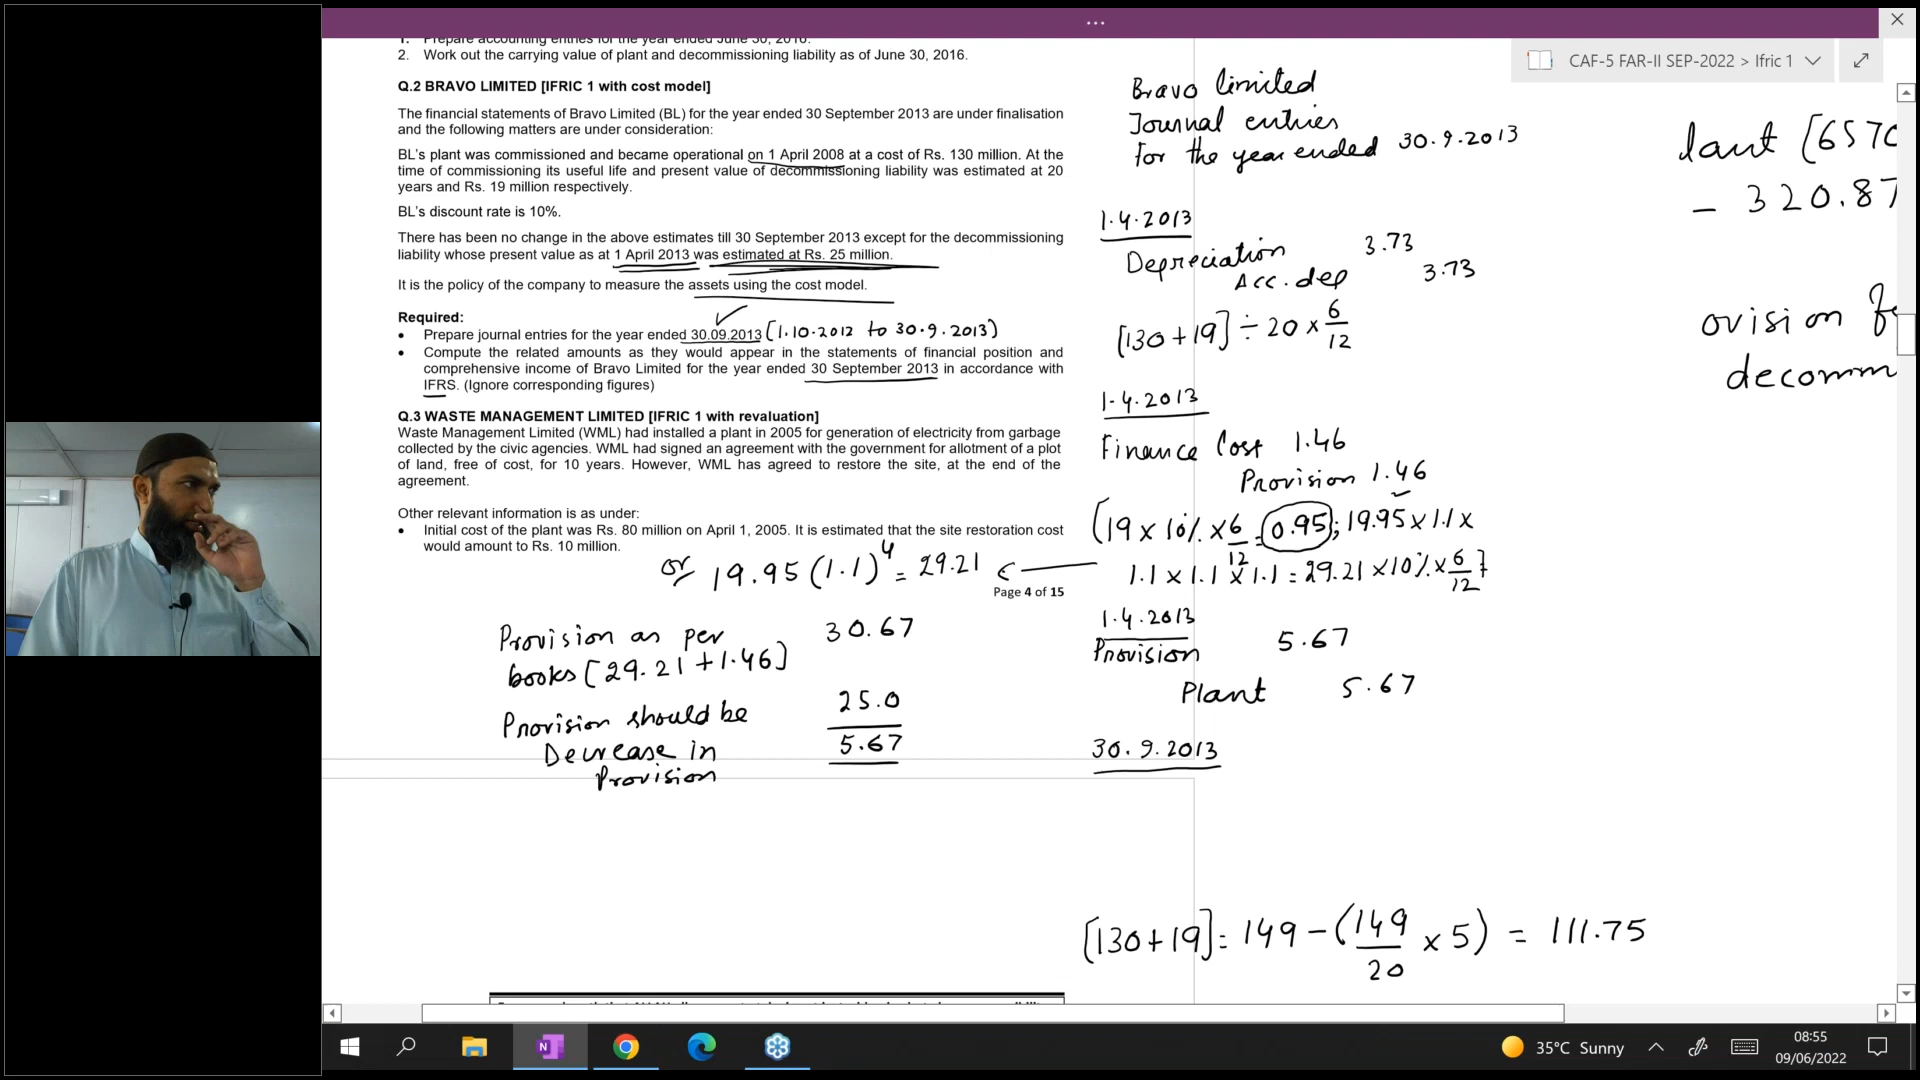 ...
CAF-5 FAR-II SEP-2022 > Ifric 1
1. Prepare accounting entries for the year ended June 30, 2016.
2. Work out the carrying value of plant and decommissioning liability as of June 30, 2016.
Q.2 BRAVO LIMITED [IFRIC 1 with cost model]
The financial statements of Bravo Limited (BL) for the year ended 30 September 2013 are under finalisation
and the following matters are under consideration:
BL's plant was commissioned and became operational on 1 April 2008 at a cost of Rs. 130 million. At the
time of commissioning its useful life and present value of decommissioning liability was estimated at 20
years and Rs. 19 million respectively.
BL's discount rate is 10%.
There has been no change in the above estimates till 30 September 2013 except for the decommissioning
liability whose present value as at 1 April 2013 was estimated at Rs. 25 million.
It is the policy of the company to measure the assets using the cost model.
Required:
• Prepare journal entries for the year ended 30.09.2013 [1.10.2012 to 30.9.2013)
• Compute the related amounts as they would appear in the statements of financial position and
comprehensive income of Bravo Limited for the year ended 30 September 2013 in accordance with
IFRS. (Ignore corresponding figures)
Q.3 WASTE MANAGEMENT LIMITED [IFRIC 1 with revaluation]
Waste Management Limited (WML) had installed a plant in 2005 for generation of electricity from garbage
collected by the civic agencies. WML had signed an agreement with the government for allotment of a plot
of land, free of cost, for 10 years. However, WML has agreed to restore the site, at the end of the
agreement.
Other relevant information is as under:
• Initial cost of the plant was Rs. 80 million on April 1, 2005. It is estimated that the site restoration cost
would amount to Rs. 10 million.
or 19.95 (1.1)4 = 29.21
Page 4 of 15
Provision as per 30.67
books [29.21 + 1.46]
Provision should be 25.0
Decrease in 5.67
Provision
Bravo limited
Journal entries
for the year ended 30.9.2013
1.4.2013
Depreciation 3.73
Acc.dep 3.73
[130+19] ÷ 20 × 6/12
1.4.2013
Finance Cost 1.46
Provision 1.46
(19 × 10% × 6/12 = 0.95); 19.95 × 1.1 ×
1.1 × 1.1 × 1.1 = 29.21 × 10% × 6/12}
1.4.2013
Provision 5.67
Plant 5.67
30.9.2013
[130+19] = 149 - (149/20 × 5) = 111.75
lant [6570
- 320.87
ovision fo
decomm
35°C Sunny
08:55
09/06/2022